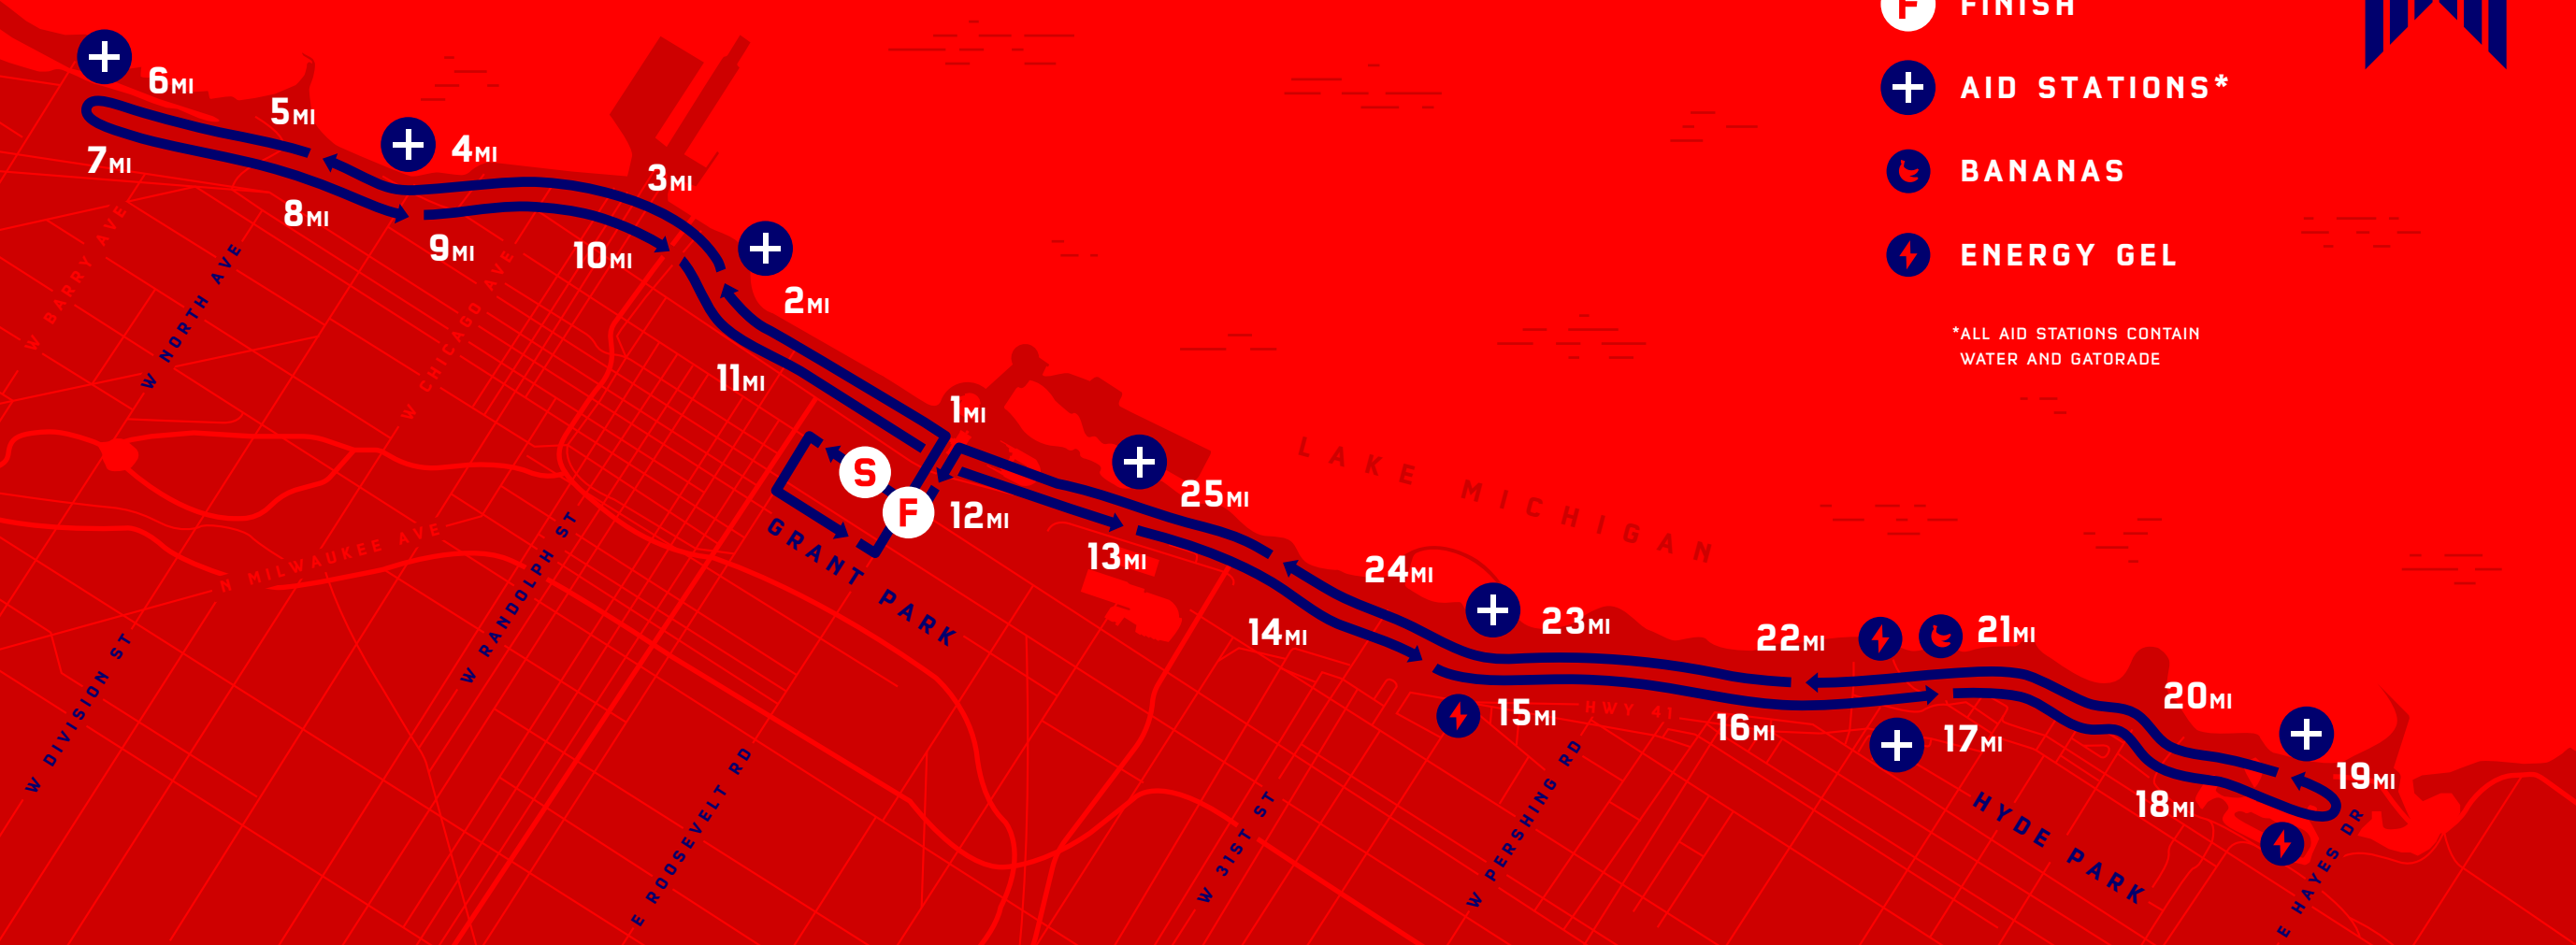 FINISH
F
AID STATIONS*
BANANAS
ENERGY GEL
*ALL AID STATIONS CONTAIN
WATER AND GATORADE
6MI
5MI
4MI
3MI
7MI
8MI
9MI
10MI
2MI
11MI
1MI
S
F
12MI
25MI
13MI
24MI
14MI
23MI
22MI
21MI
15MI
16MI
17MI
20MI
19MI
18MI
LAKE MICHIGAN
GRANT PARK
HYDE PARK
W BARRY AVE
W NORTH AVE
W CHICAGO AVE
N MILWAUKEE AVE
W RANDOLPH ST
W DIVISION ST
E ROOSEVELT RD
W 31ST ST
W PERSHING RD
HWY 41
E HAYES DR